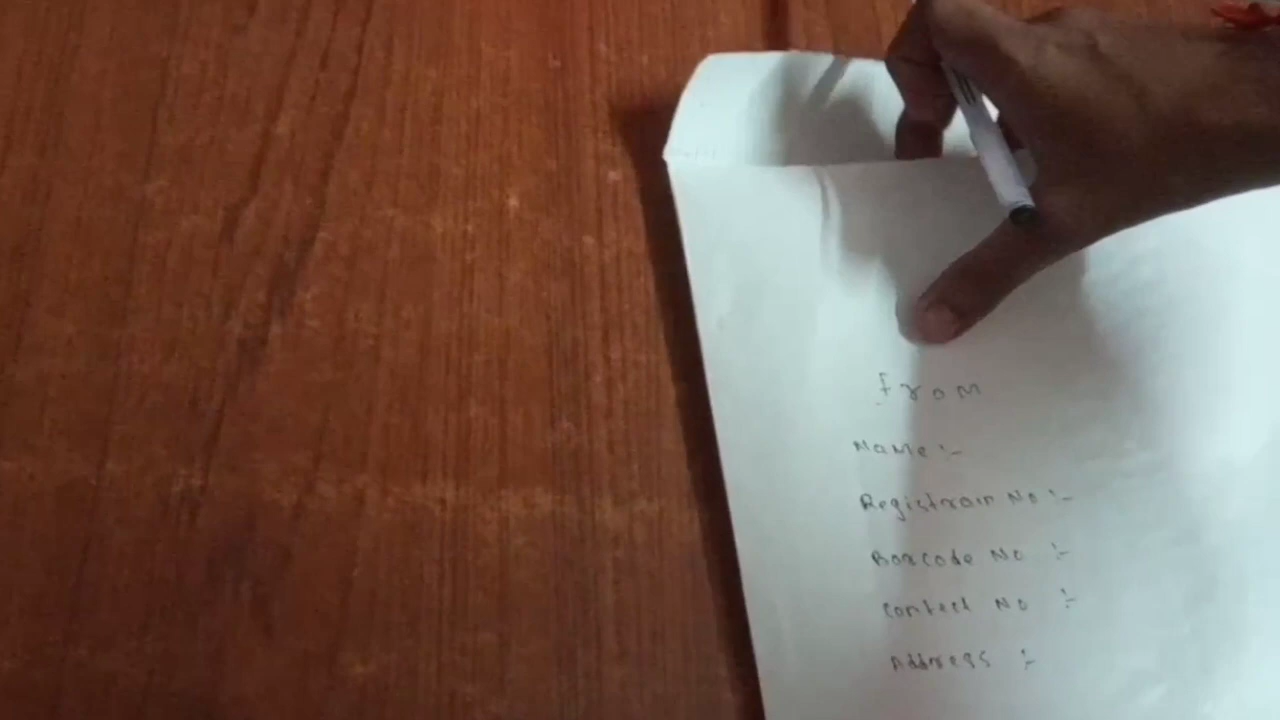 From
Name :-
Registraion No :-
Barcode No :-
Contect No :-
Address :-